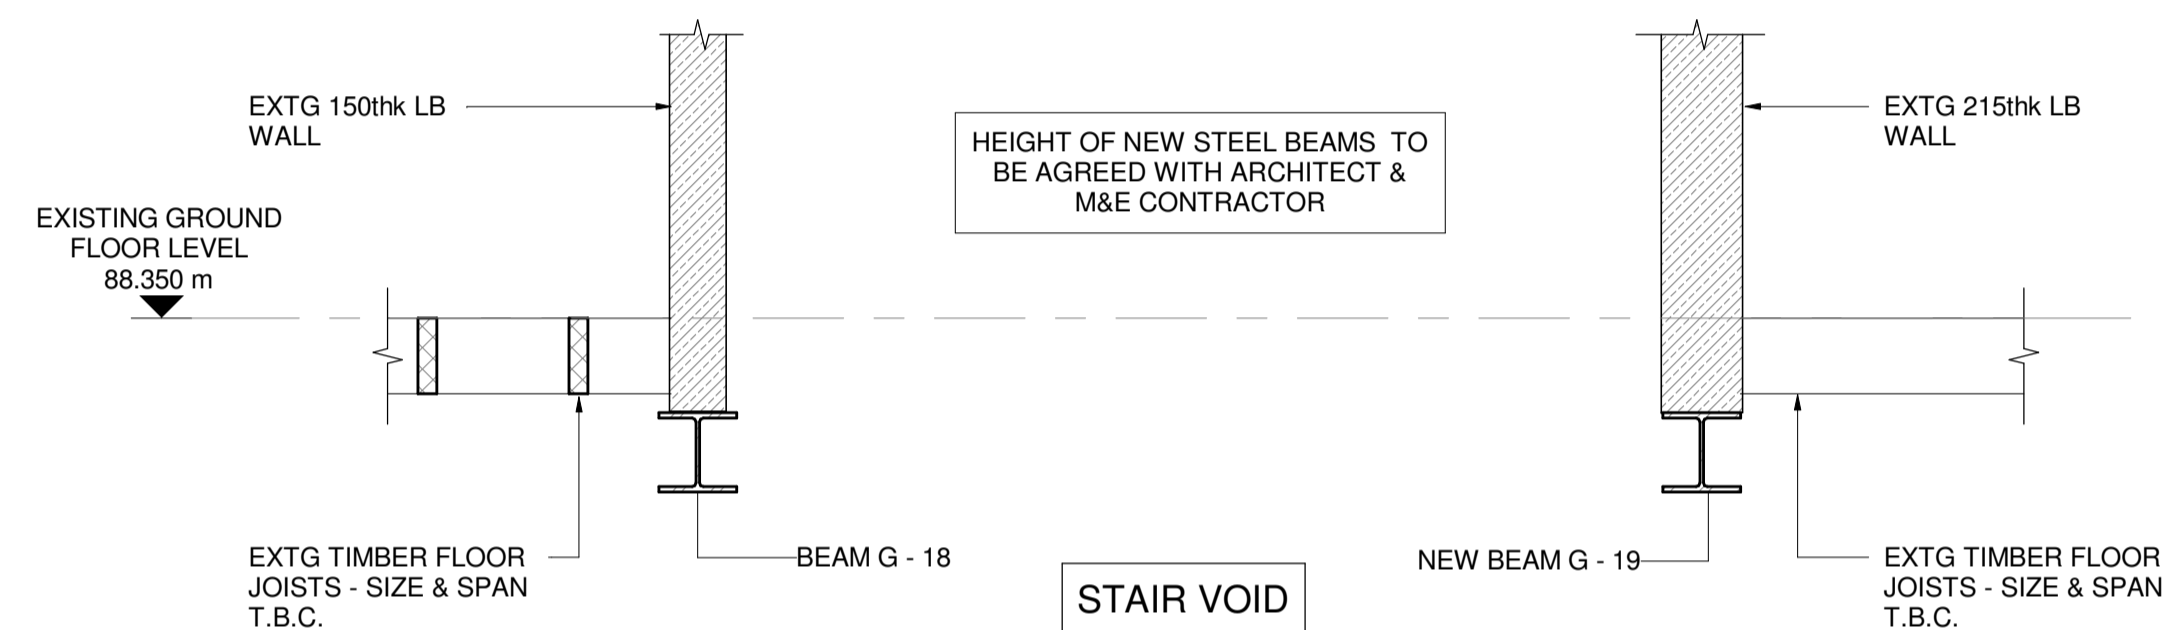 EXTG 150thk LB
WALL
HEIGHT OF NEW STEEL BEAMS TO
BE AGREED WITH ARCHITECT &
M&E CONTRACTOR
EXTG 215thk LB
WALL
EXISTING GROUND
FLOOR LEVEL
88.350 m
EXTG TIMBER FLOOR
JOISTS - SIZE & SPAN
T.B.C.
BEAM G - 18
STAIR VOID
NEW BEAM G - 19
EXTG TIMBER FLOOR
JOISTS - SIZE & SPAN
T.B.C.